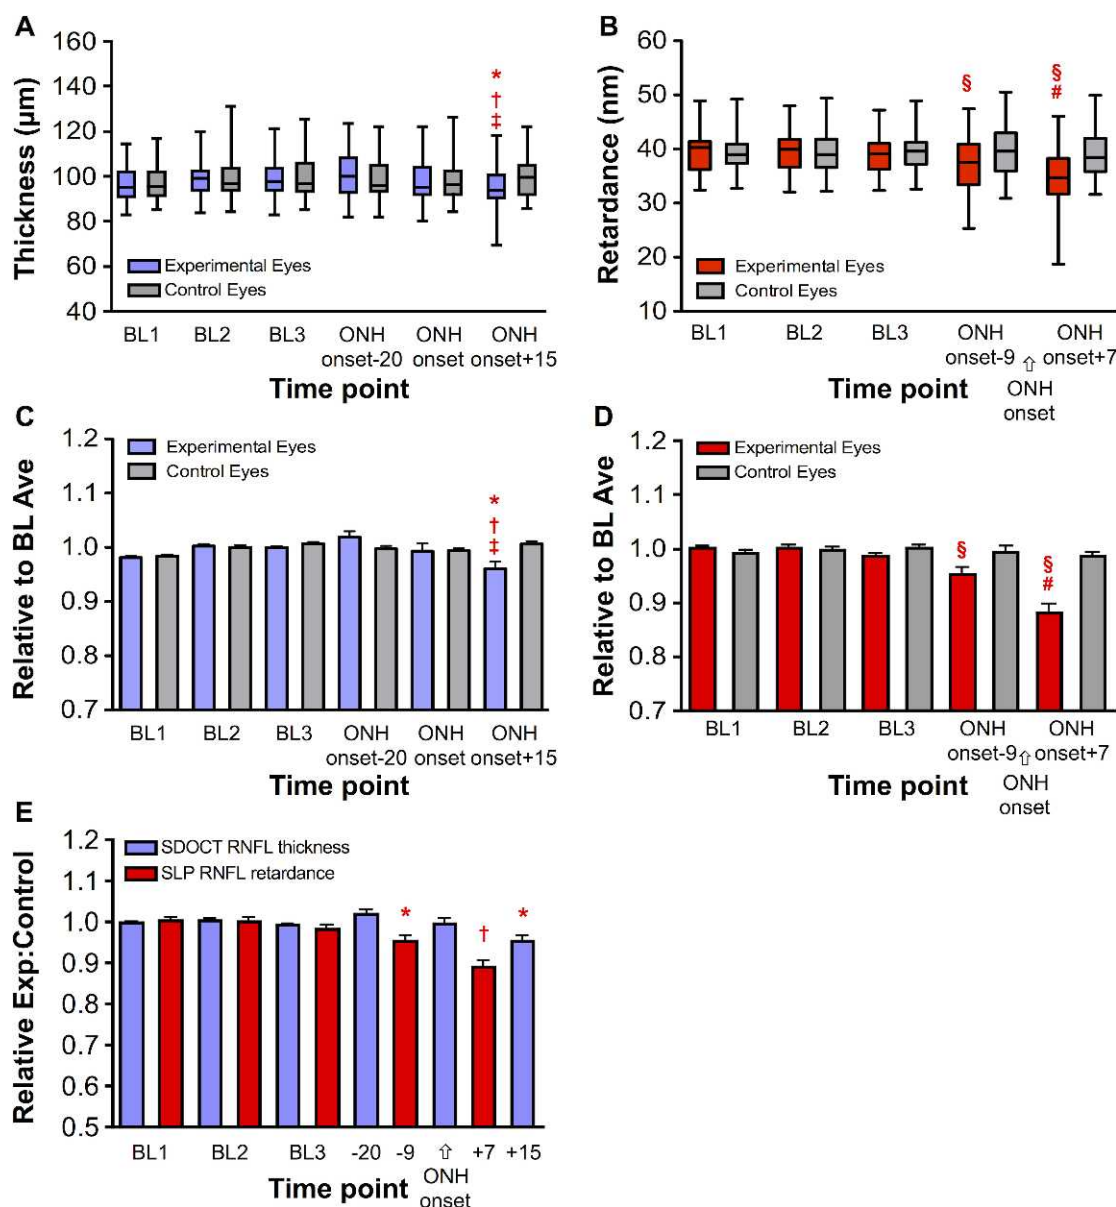 A
Thickness (µm)
160
140
120
100
80
60
40
*
†
‡
Experimental Eyes
Control Eyes
BL1 BL2 BL3 ONH ONH ONH
onset-20 onset onset+15
Time point
B
Retardance (nm)
60
50
40
30
20
10
§
§
#
Experimental Eyes
Control Eyes
BL1 BL2 BL3 ONH ONH
onset-9 ⇧ onset+7
Time point ONH
onset
C
Relative to BL Ave
1.2
1.1
1.0
0.9
0.8
0.7
Experimental Eyes
Control Eyes
*
†
‡
BL1 BL2 BL3 ONH ONH ONH
onset-20 onset onset+15
Time point
D
Relative to BL Ave
1.2
1.1
1.0
0.9
0.8
0.7
Experimental Eyes
Control Eyes
§
§
#
BL1 BL2 BL3 ONH ONH
onset-9⇧ onset+7
Time point ONH
onset
E
Relative Exp:Control
1.2
1.1
1.0
0.9
0.8
0.7
0.6
0.5
SDOCT RNFL thickness
SLP RNFL retardance
* † *
BL1 BL2 BL3 -20 -9 ⇧ +7 +15
Time point ONH
onset